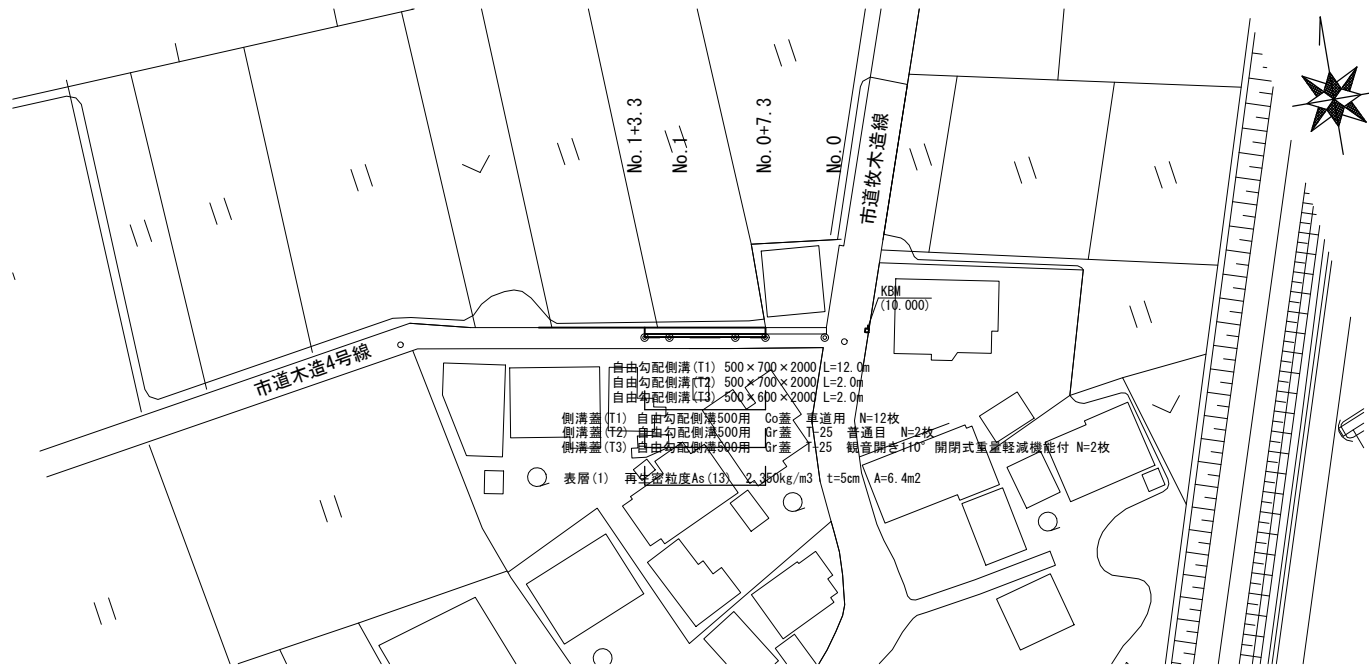 No.1+3.3
No.1
No.0+7.3
No.0
市道牧木造線
KBM
(10.000)
市道木造4号線
自由勾配側溝(T1) 500×700×2000 L=12.0m
自由勾配側溝(T2) 500×700×2000 L=2.0m
自由勾配側溝(T3) 500×600×2000 L=2.0m
側溝蓋(T1) 自由勾配側溝500用 Co蓋 車道用 N=12枚
側溝蓋(T2) 自由勾配側溝500用 Gr蓋 T-25 普通目 N=2枚
側溝蓋(T3) 自由勾配側溝500用 Gr蓋 T-25 観音開き110° 開閉式重量軽減機能付 N=2枚
表層(1) 再生密粒度As(13) 2.350kg/m3 t=5cm A=6.4m2